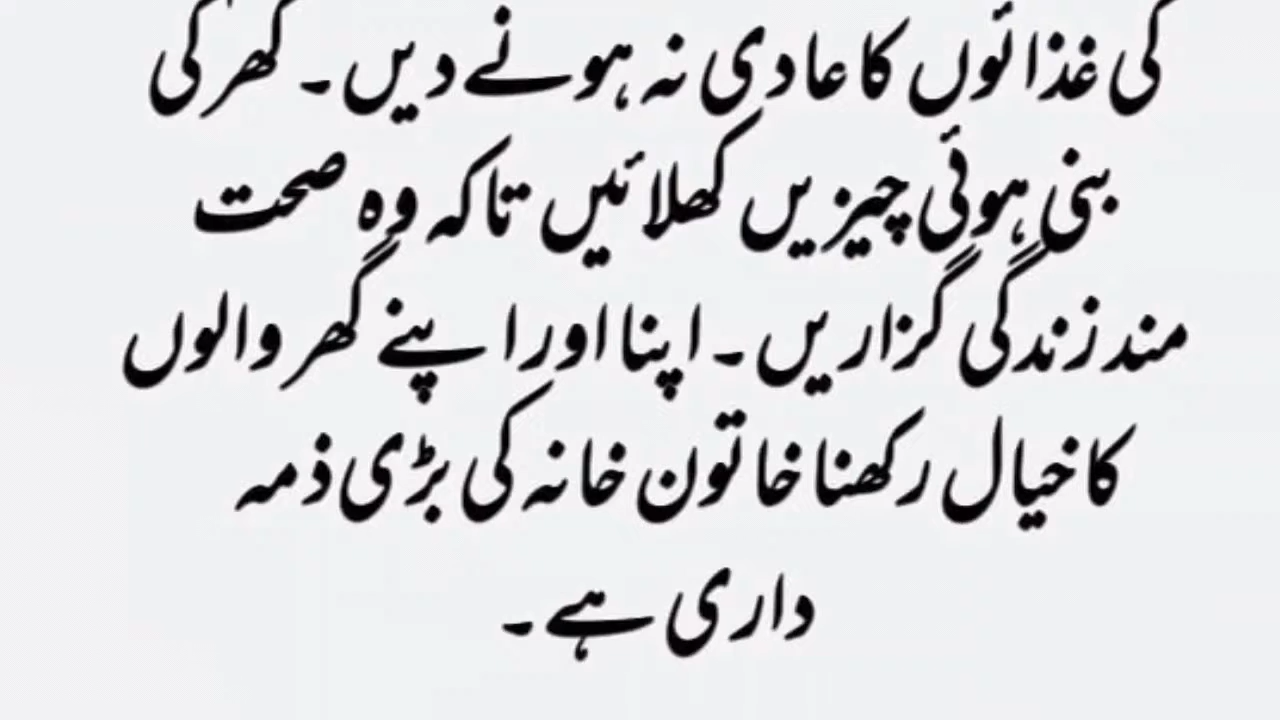 کی غذائوں کا عادی نہ ہونے دیں۔ گھر کی
بنی ہوئی چیزیں کھلائیں تاکہ وہ صحت
مند زندگی گزاریں۔ اپنا اور اپنے گھر والوں
کا خیال رکھنا خاتون خانہ کی بڑی ذمہ
داری ہے۔